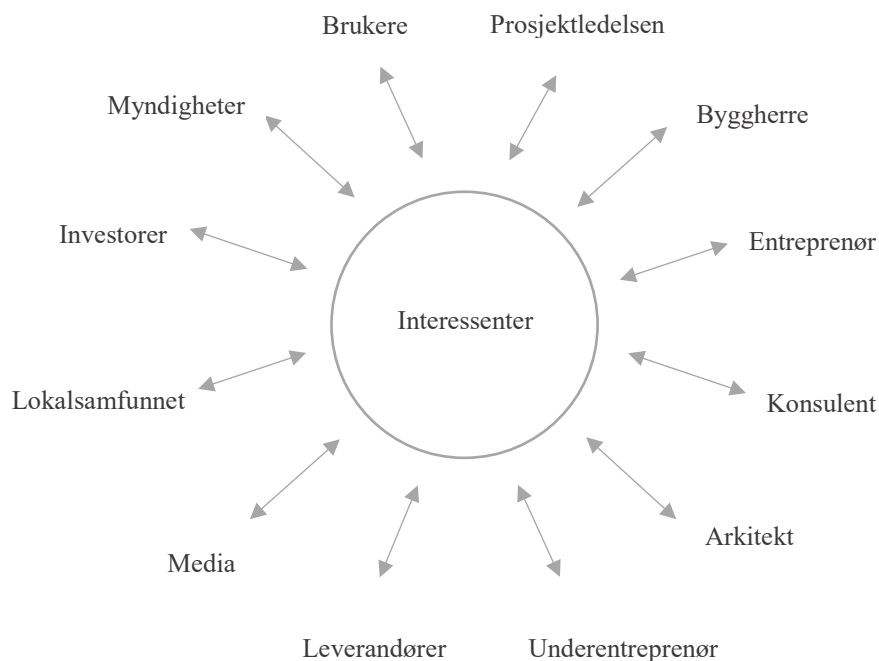 Brukere
Prosjektledelsen
Myndigheter
Byggherre
Investorer
Entreprenør
Interessenter
Lokalsamfunnet
Konsulent
Arkitekt
Media
Leverandører
Underentreprenør